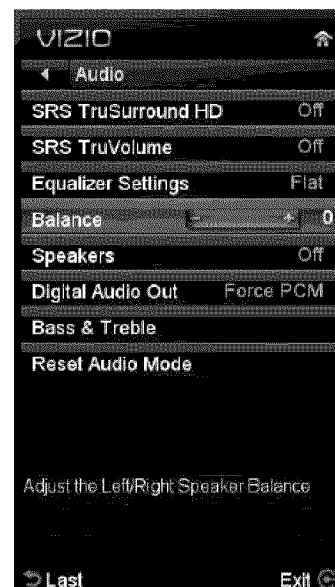 VIZIO
Audio
SRS TruSurround HD Off
SRS TruVolume Off
Equalizer Settings Flat
Balance - + 0
Speakers Off
Digital Audio Out Force PCM
Bass & Treble
Reset Audio Mode
Adjust the Left/Right Speaker Balance
Last Exit